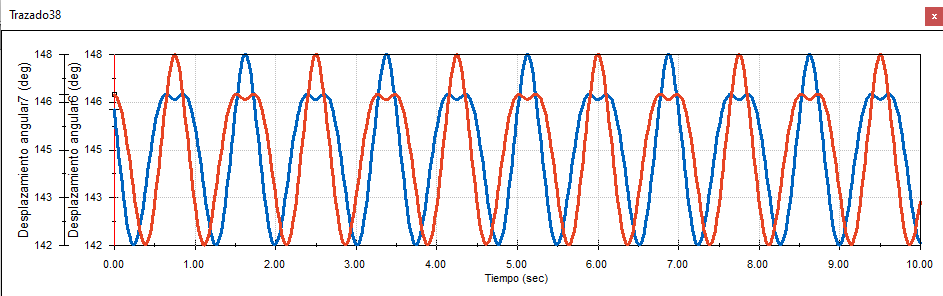 Trazado38
x
Desplazamiento angular7 (deg)
148
146
145
143
142
Desplazamiento angular6 (deg)
148
146
145
143
142
0.00 1.00 2.00 3.00 4.00 5.00 6.00 7.00 8.00 9.00 10.00
Tiempo (sec)